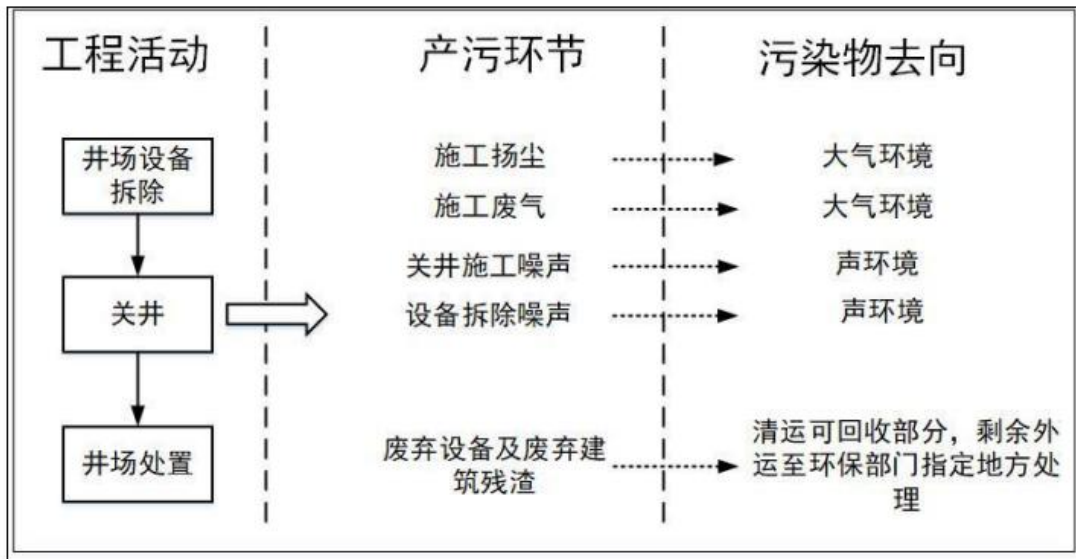 工程活动
产污环节
污染物去向
井场设备
拆除
施工扬尘
大气环境
施工废气
大气环境
关井
关井施工噪声
声环境
设备拆除噪声
声环境
井场处置
废弃设备及废弃建
筑残渣
清运可回收部分，剩余外
运至环保部门指定地方处
理